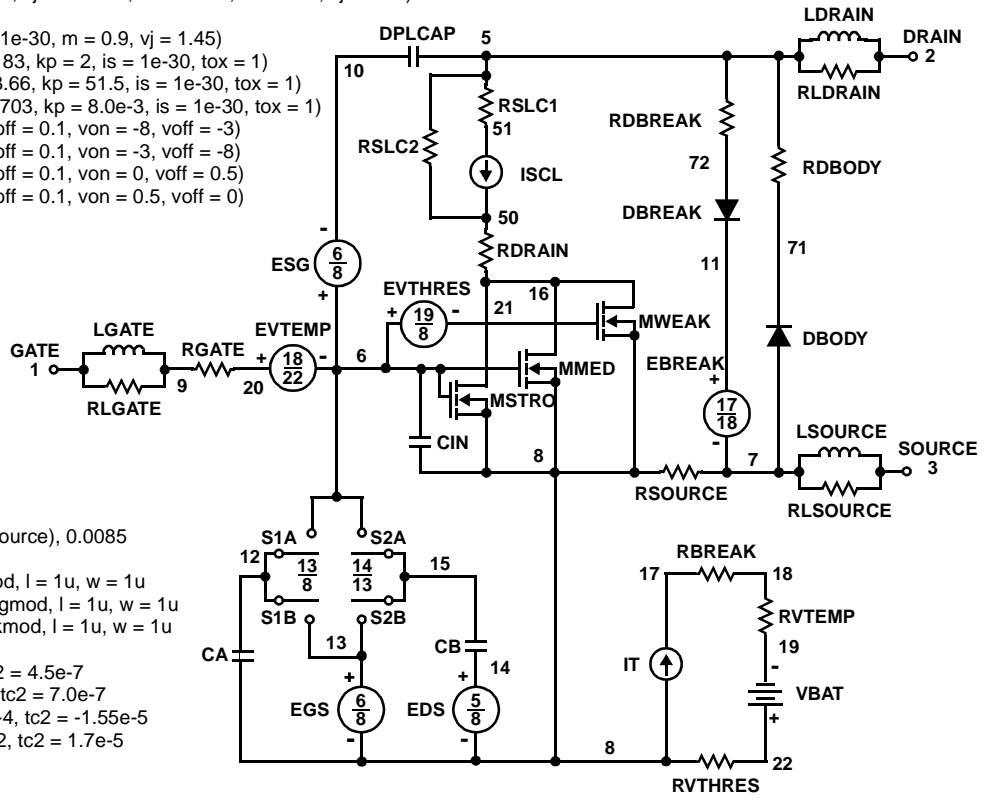 1e-30, m = 0.9, vj = 1.45)
83, kp = 2, is = 1e-30, tox = 1)
3.66, kp = 51.5, is = 1e-30, tox = 1)
703, kp = 8.0e-3, is = 1e-30, tox = 1)
off = 0.1, von = -8, voff = -3)
off = 0.1, von = -3, voff = -8)
off = 0.1, von = 0, voff = 0.5)
off = 0.1, von = 0.5, voff = 0)
LDRAIN
DPLCAP
5
DRAIN
2
10
RLDRAIN
RSLC1
51
RDBREAK
RSLC2
72
RDBODY
ISCL
DBREAK
50
71
RDRAIN
ESG
6
8
11
EVTHRES
16
19
8
21
MWEAK
LGATE
EVTEMP
GATE
1
RGATE
18
22
6
MMED
EBREAK
DBODY
9
20
MSTRO
RLGATE
17
18
CIN
LSOURCE
8
7
SOURCE
3
RSOURCE
RLSOURCE
ource), 0.0085
S1A
S2A
12
13
8
14
13
15
RBREAK
od, l = 1u, w = 1u
17
18
gmod, l = 1u, w = 1u
S1B
S2B
kmod, l = 1u, w = 1u
RVTEMP
13
CB
19
CA
14
IT
2 = 4.5e-7
tc2 = 7.0e-7
VBAT
-4, tc2 = -1.55e-5
EGS
6
8
EDS
5
8
2, tc2 = 1.7e-5
8
22
RVTHRES